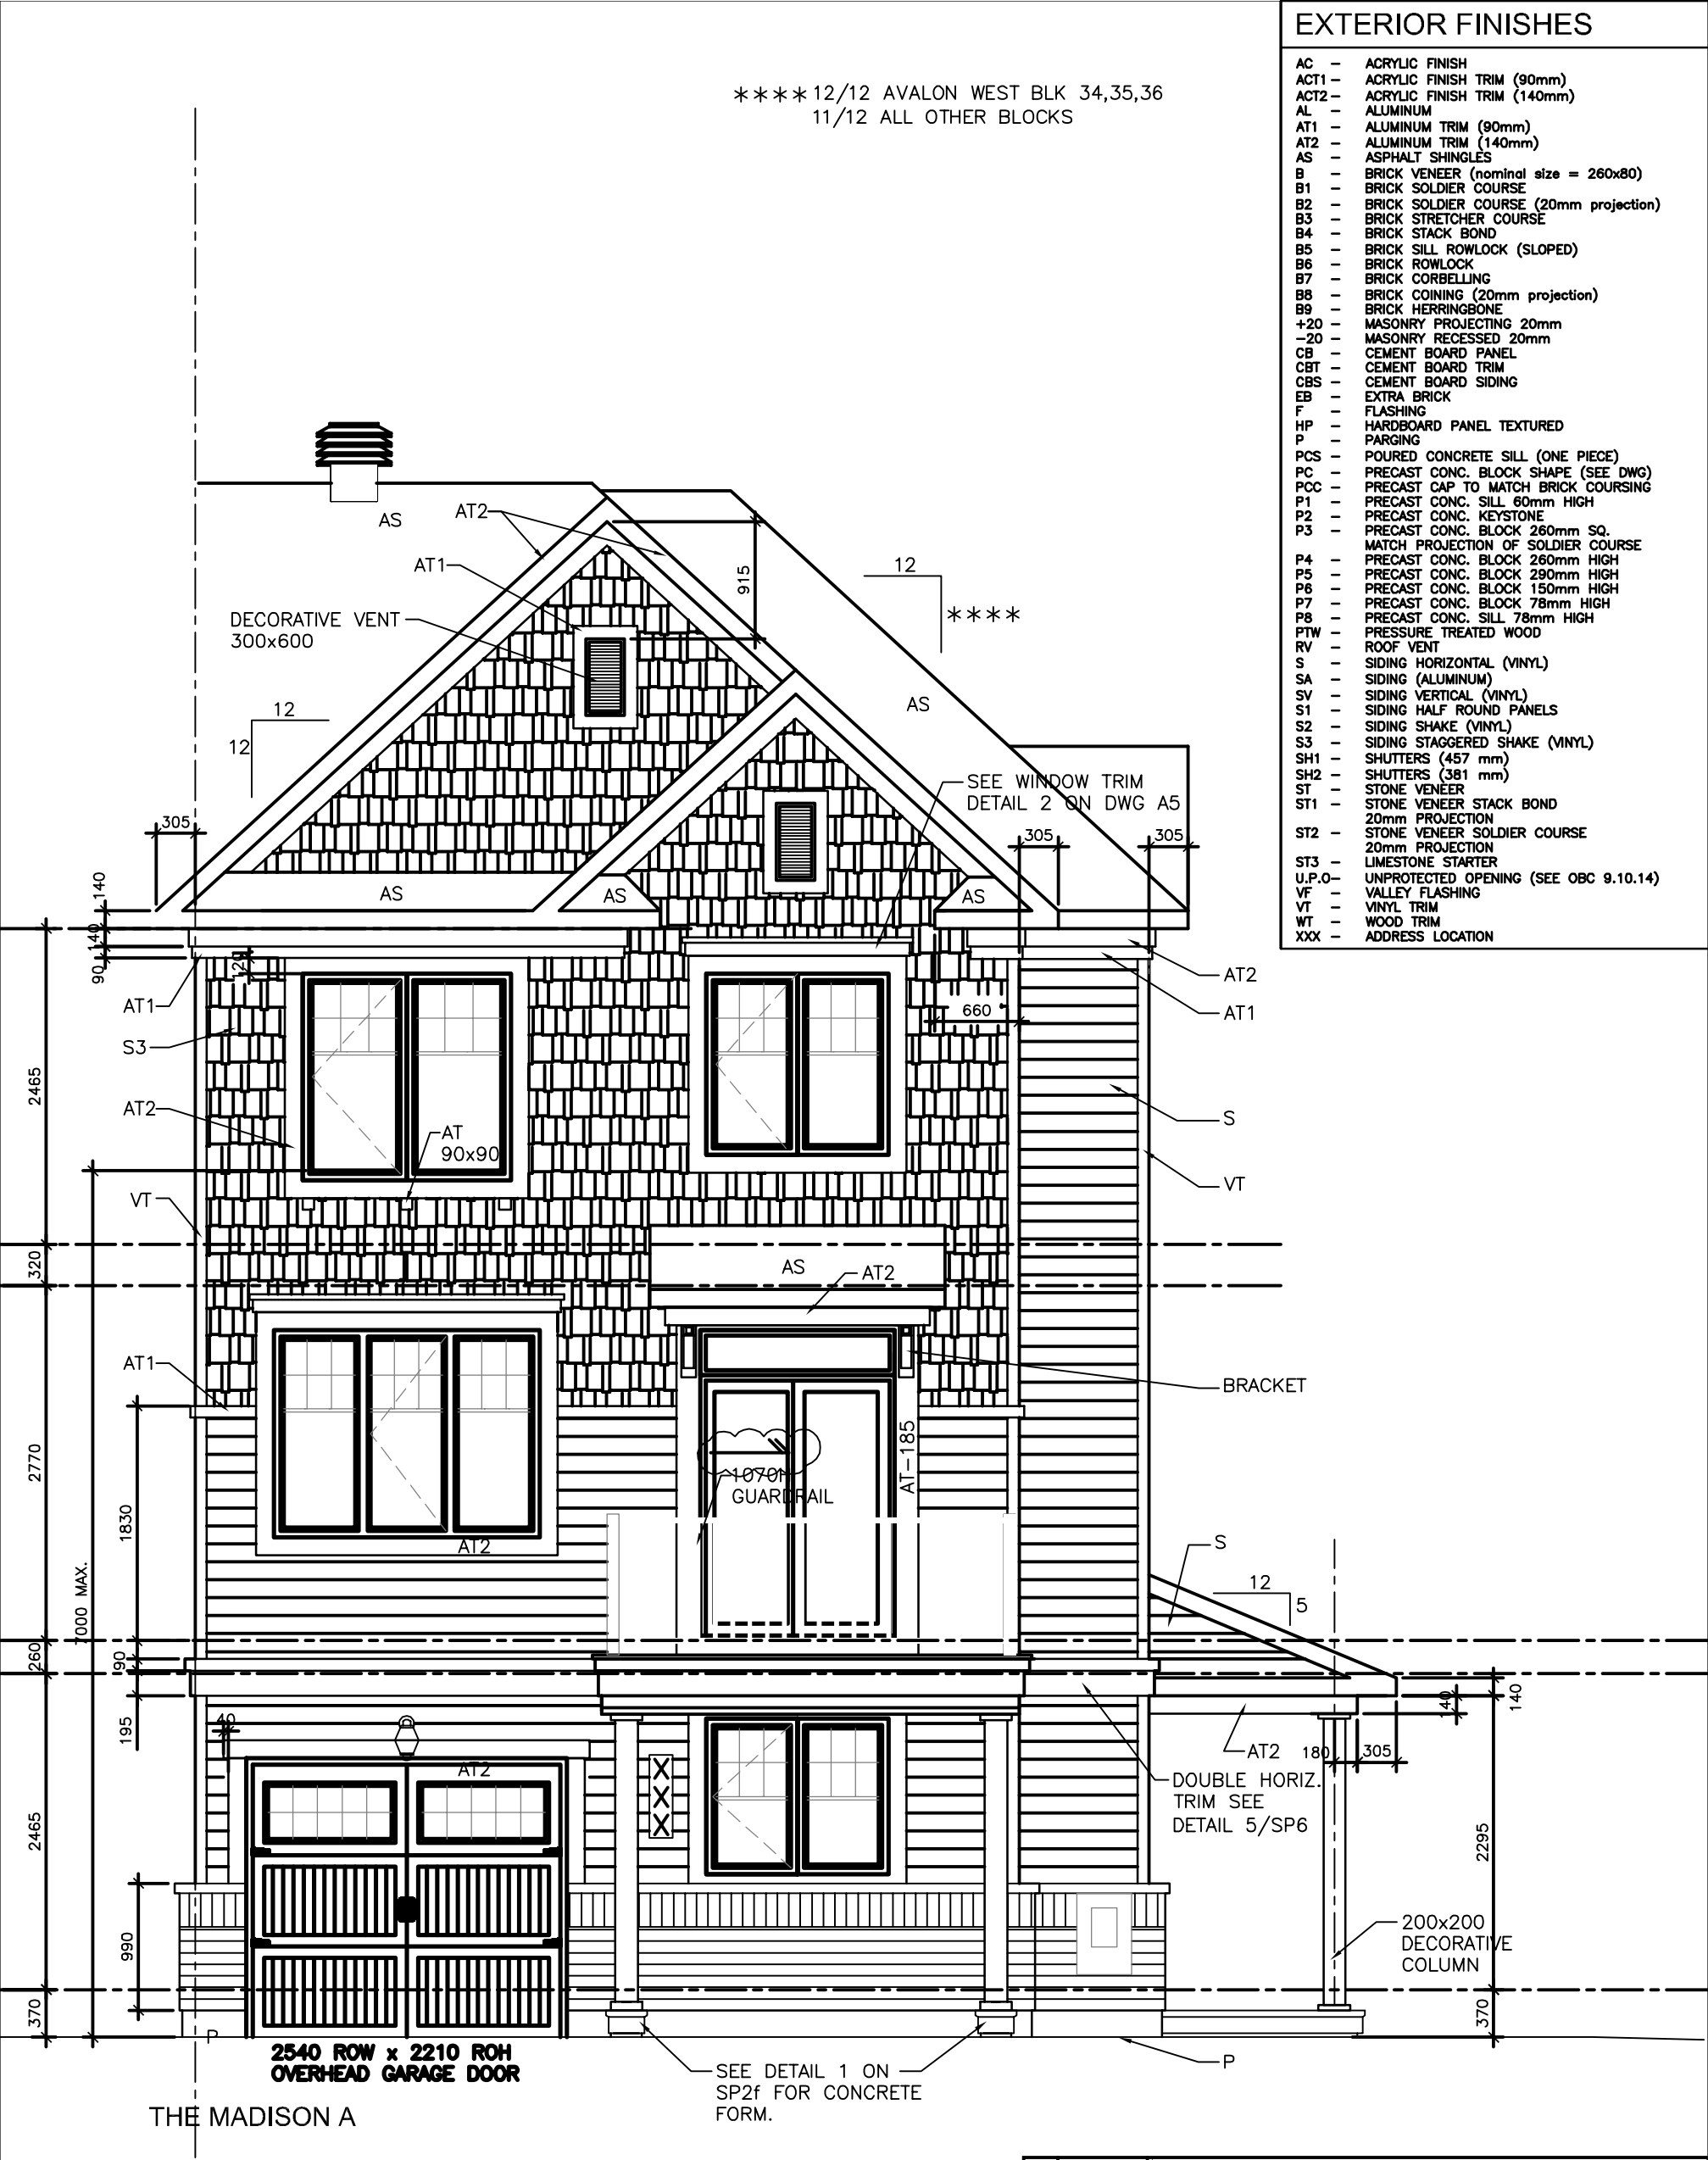 EXTERIOR FINISHES
AC - ACRYLIC FINISH
ACT1 - ACRYLIC FINISH TRIM (90mm)
ACT2 - ACRYLIC FINISH TRIM (140mm)
AL - ALUMINUM
AT1 - ALUMINUM TRIM (90mm)
AT2 - ALUMINUM TRIM (140mm)
AS - ASPHALT SHINGLES
B - BRICK VENEER (nominal size = 260x80)
B1 - BRICK SOLDIER COURSE
B2 - BRICK SOLDIER COURSE (20mm projection)
B3 - BRICK STRETCHER COURSE
B4 - BRICK STACK BOND
B5 - BRICK SILL ROWLOCK (SLOPED)
B6 - BRICK ROWLOCK
B7 - BRICK CORBELLING
B8 - BRICK COINING (20mm projection)
B9 - BRICK HERRINGBONE
+20 - MASONRY PROJECTING 20mm
-20 - MASONRY RECESSED 20mm
CB - CEMENT BOARD PANEL
CBT - CEMENT BOARD TRIM
CBS - CEMENT BOARD SIDING
EB - EXTRA BRICK
F - FLASHING
HP - HARDBOARD PANEL TEXTURED
P - PARGING
PCS - POURED CONCRETE SILL (ONE PIECE)
PC - PRECAST CONC. BLOCK SHAPE (SEE DWG)
PCC - PRECAST CAP TO MATCH BRICK COURSING
P1 - PRECAST CONC. SILL 60mm HIGH
P2 - PRECAST CONC. KEYSTONE
P3 - PRECAST CONC. BLOCK 260mm SQ.
MATCH PROJECTION OF SOLDIER COURSE
P4 - PRECAST CONC. BLOCK 260mm HIGH
P5 - PRECAST CONC. BLOCK 290mm HIGH
P6 - PRECAST CONC. BLOCK 150mm HIGH
P7 - PRECAST CONC. BLOCK 78mm HIGH
P8 - PRECAST CONC. SILL 78mm HIGH
PTW - PRESSURE TREATED WOOD
RV - ROOF VENT
S - SIDING HORIZONTAL (VINYL)
SA - SIDING (ALUMINUM)
SV - SIDING VERTICAL (VINYL)
S1 - SIDING HALF ROUND PANELS
S2 - SIDING SHAKE (VINYL)
S3 - SIDING STAGGERED SHAKE (VINYL)
SH1 - SHUTTERS (457 mm)
SH2 - SHUTTERS (381 mm)
ST - STONE VENEER
ST1 - STONE VENEER STACK BOND
20mm PROJECTION
ST2 - STONE VENEER SOLDIER COURSE
20mm PROJECTION
ST3 - LIMESTONE STARTER
U.P.O- UNPROTECTED OPENING (SEE OBC 9.10.14)
VF - VALLEY FLASHING
VT - VINYL TRIM
WT - WOOD TRIM
XXX - ADDRESS LOCATION
**** 12/12 AVALON WEST BLK 34,35,36
11/12 ALL OTHER BLOCKS
AS
AT2
AT1
915
12
****
DECORATIVE VENT
300x600
12
12
AS
SEE WINDOW TRIM
DETAIL 2 ON DWG A5
305
305
305
140
AS
AS
AS
140
90
120
AT2
AT1
AT1
660
S3
2465
AT2
S
AT
90x90
VT
VT
320
AS
AT2
AT1
BRACKET
AT-185
1070H
GUARDRAIL
2770
1830
AT2
S
12
5
7000 MAX.
260
90
195
40
140
140
AT2
180
305
AT2
DOUBLE HORIZ.
TRIM SEE
DETAIL 5/SP6
X
X
X
2465
2295
990
200x200
DECORATIVE
COLUMN
370
370
P
P
2540 ROW x 2210 ROH
OVERHEAD GARAGE DOOR
SEE DETAIL 1 ON
SP2f FOR CONCRETE
FORM.
THE MADISON A